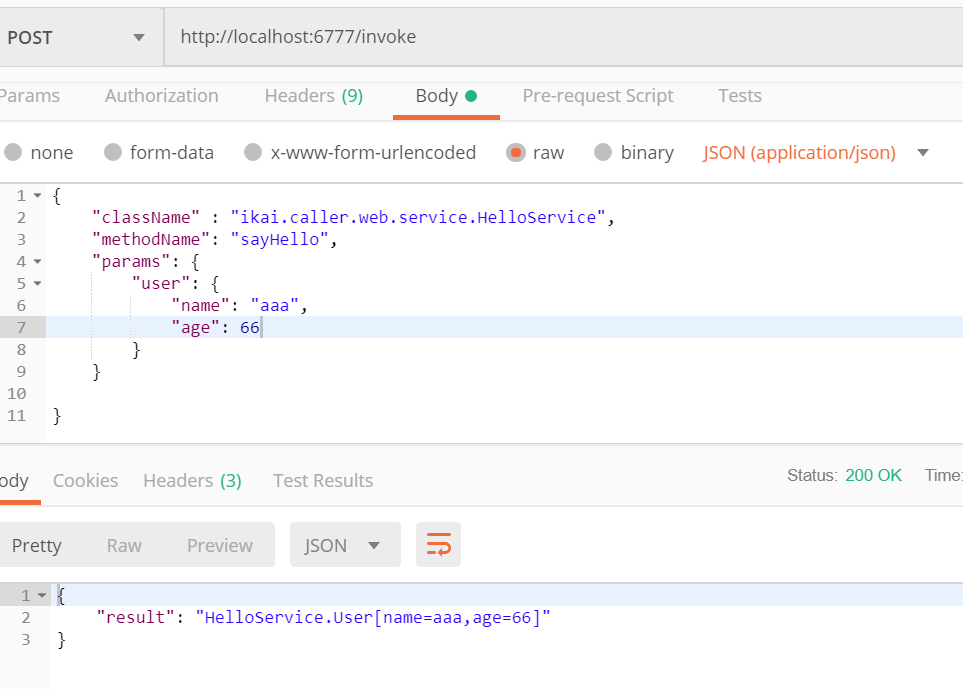 POST http://localhost:6777/invoke
Params Authorization Headers (9) Body Pre-request Script Tests
none form-data x-www-form-urlencoded raw binary JSON (application/json)
1 {
2 "className" : "ikai.caller.web.service.HelloService",
3 "methodName": "sayHello",
4 "params": {
5 "user": {
6 "name": "aaa",
7 "age": 66
8 }
9 }
10
11 }
ody Cookies Headers (3) Test Results Status: 200 OK Time:
Pretty Raw Preview JSON
1 {
2 "result": "HelloService.User[name=aaa,age=66]"
3 }